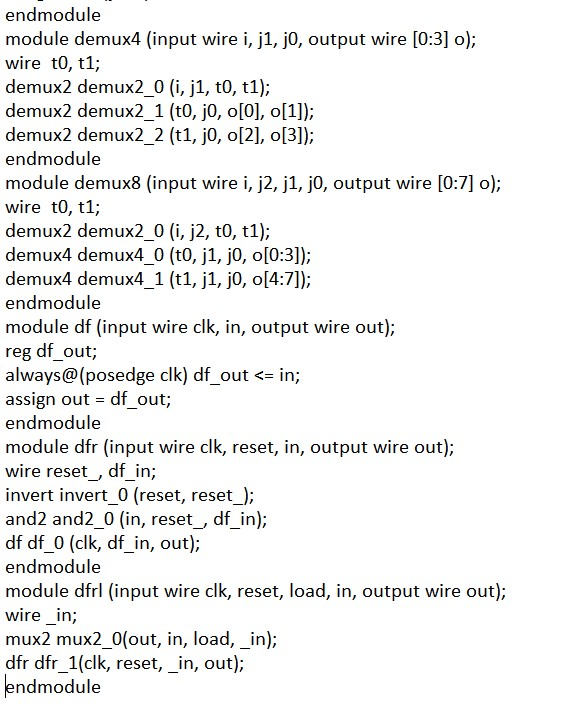 endmodule
module demux4 (input wire i, j1, j0, output wire [0:3] o);
wire  t0, t1;
demux2 demux2_0 (i, j1, t0, t1);
demux2 demux2_1 (t0, j0, o[0], o[1]);
demux2 demux2_2 (t1, j0, o[2], o[3]);
endmodule
module demux8 (input wire i, j2, j1, j0, output wire [0:7] o);
wire  t0, t1;
demux2 demux2_0 (i, j2, t0, t1);
demux4 demux4_0 (t0, j1, j0, o[0:3]);
demux4 demux4_1 (t1, j1, j0, o[4:7]);
endmodule
module df (input wire clk, in, output wire out);
reg df_out;
always@(posedge clk) df_out <= in;
assign out = df_out;
endmodule
module dfr (input wire clk, reset, in, output wire out);
wire reset_, df_in;
invert invert_0 (reset, reset_);
and2 and2_0 (in, reset_, df_in);
df df_0 (clk, df_in, out);
endmodule
module dfrl (input wire clk, reset, load, in, output wire out);
wire _in;
mux2 mux2_0(out, in, load, _in);
dfr dfr_1(clk, reset, _in, out);
endmodule